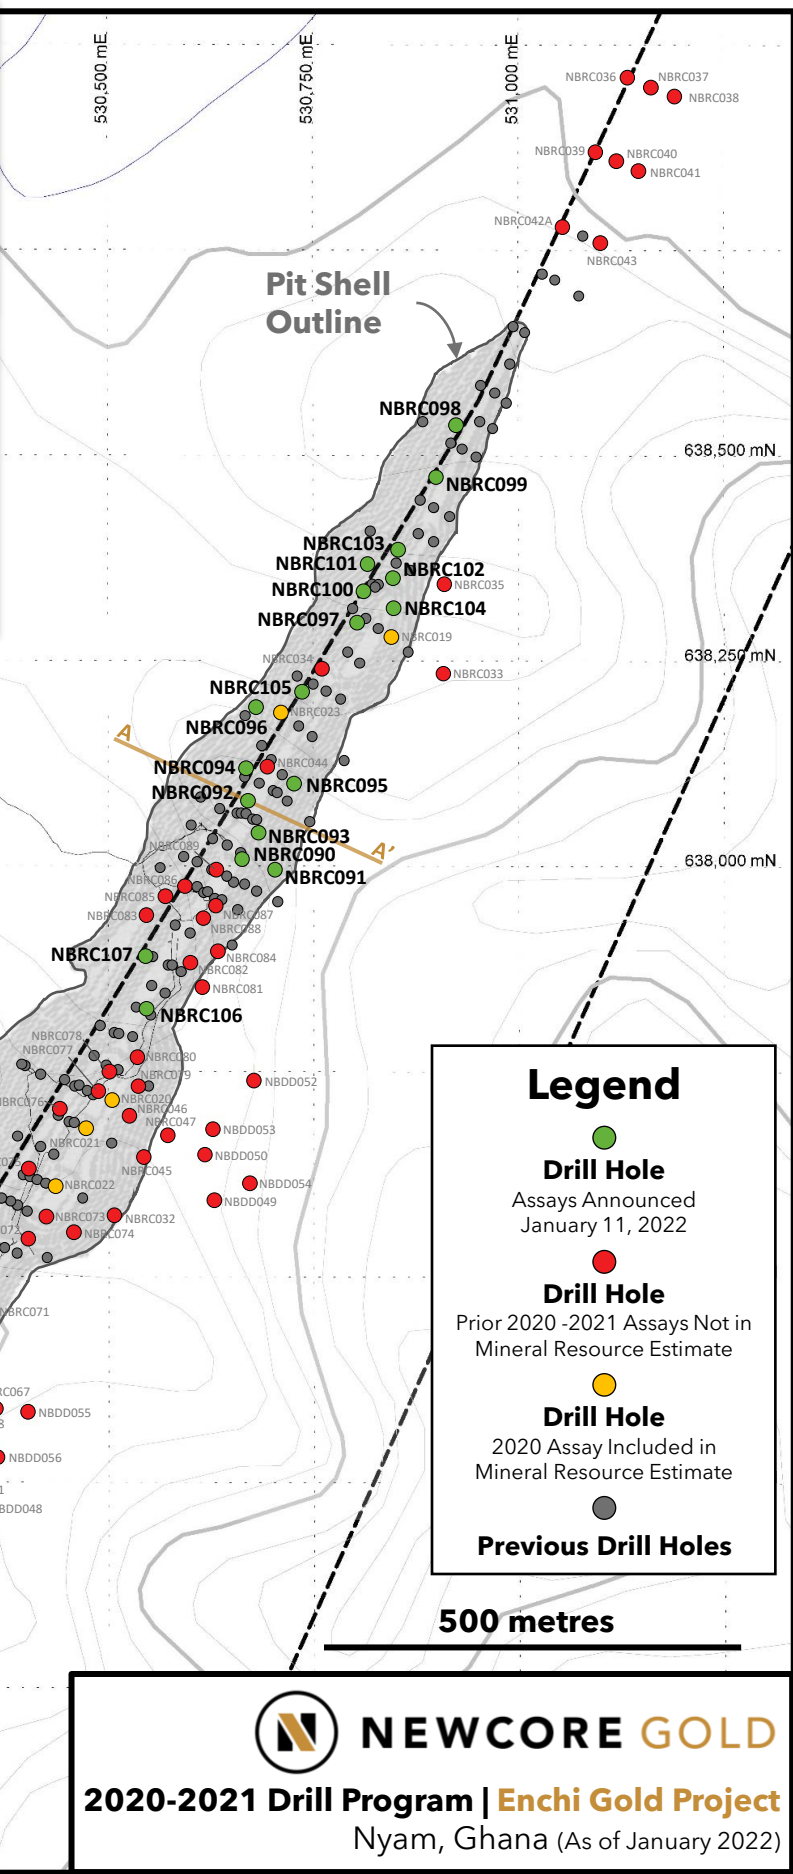 530,500 mE
530,750 mE
531,000 mE
NBRC036
NBRC037
NBRC038
NBRC039
NBRC040
NBRC041
NBRC042A
NBRC043
Pit Shell
Outline
NBRC098
638,500 mN
NBRC099
NBRC103
NBRC101
NBRC102
NBRC035
NBRC100
NBRC104
NBRC097
NBRC019
NBRC034
638,250 mN
NBRC033
NBRC105
NBRC023
NBRC096
A
NBRC044
NBRC094
NBRC095
NBRC092
NBRC093
NBRC089
NBRC090
A'
638,000 mN
NBRC091
NBRC086
NBRC085
NBRC083
NBRC087
NBRC088
NBRC107
NBRC084
NBRC082
NBRC081
NBRC106
NBRC078
NBRC077
NBRC080
NBRC079
NBDD052
NBRC076
NBRC020
NBRC046
NBRC047
NBDD053
NBRC021
NBDD050
NBRC045
NBRC022
NBDD054
NBDD049
NBRC073
NBRC032
NBRC074
NBRC071
RC067
NBDD055
NBDD056
BDD048
Legend
Drill Hole
Assays Announced
January 11, 2022
Drill Hole
Prior 2020 -2021 Assays Not in
Mineral Resource Estimate
Drill Hole
2020 Assay Included in
Mineral Resource Estimate
Previous Drill Holes
500 metres
N NEWCORE GOLD
2020-2021 Drill Program | Enchi Gold Project
Nyam, Ghana (As of January 2022)